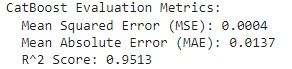 CatBoost Evaluation Metrics:
Mean Squared Error (MSE): 0.0004
Mean Absolute Error (MAE): 0.0137
R^2 Score: 0.9513